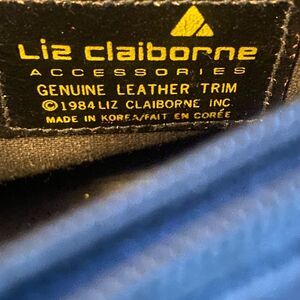 Liz claiborne
ACCESSORIES
GENUINE LEATHER TRIM
©1984 LIZ CLAIBORNE INC
MADE IN KOREA/FAIT EN CORÉE